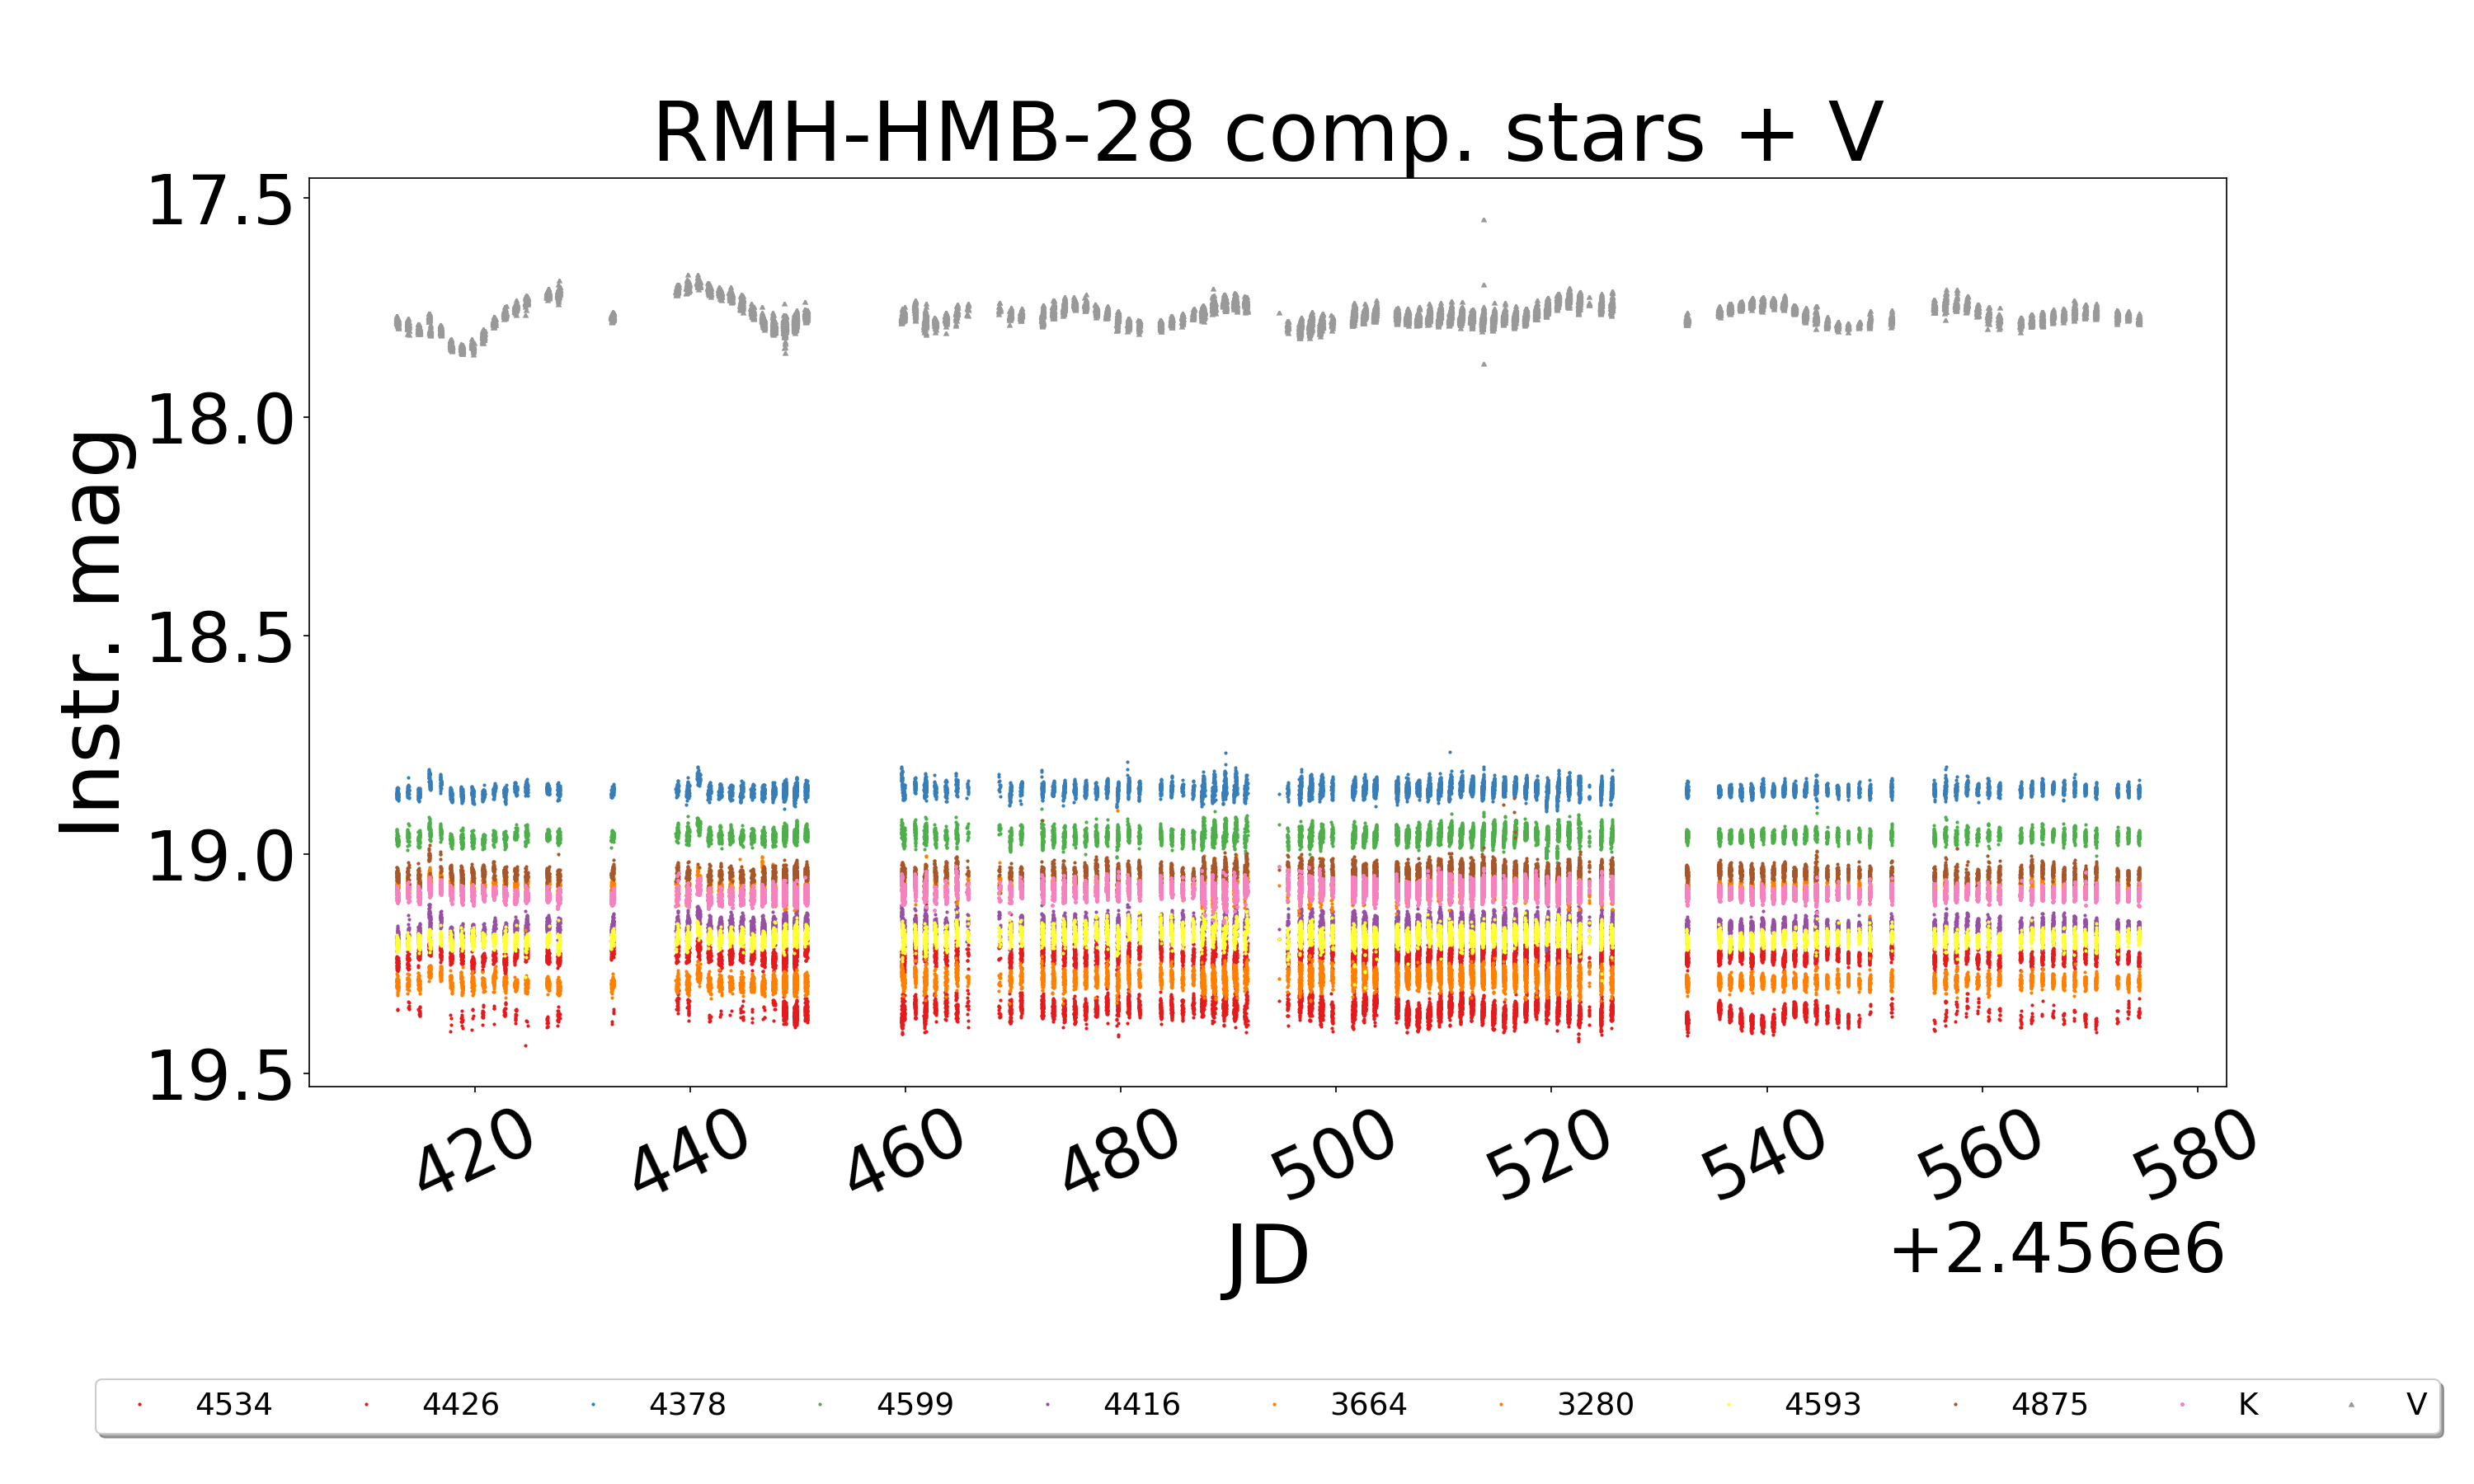 RMH-HMB-28 comp. stars + V
17.5
18.0
18.5
19.0
19.5
Instr. mag
420 440 460 480 500 520 540 560 580
JD
+2.456e6
4534 4426 4378 4599 4416 3664 3280 4593 4875 K V